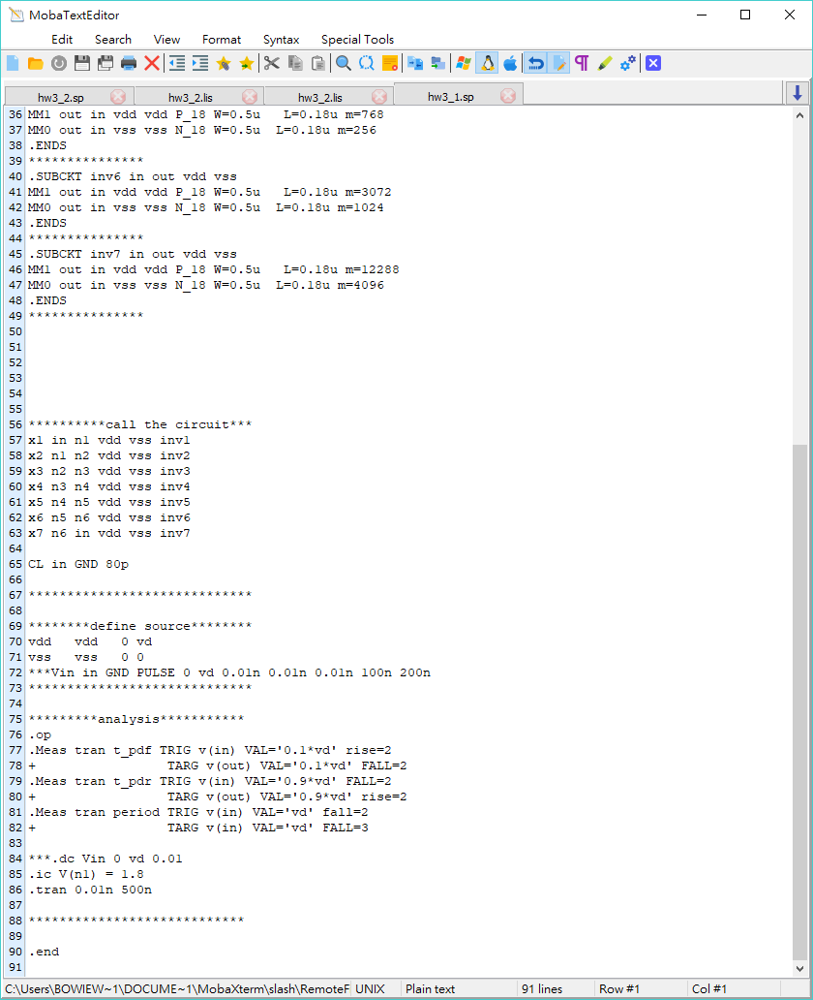 MobaTextEditor
Edit Search View Format Syntax Special Tools
hw3_2.sp hw3_2.lis hw3_2.lis hw3_1.sp
36 MM1 out in vdd vdd P_18 W=0.5u   L=0.18u m=768
37 MM0 out in vss vss N_18 W=0.5u  L=0.18u m=256
38 .ENDS
39 ***************
40 .SUBCKT inv6 in out vdd vss
41 MM1 out in vdd vdd P_18 W=0.5u   L=0.18u m=3072
42 MM0 out in vss vss N_18 W=0.5u  L=0.18u m=1024
43 .ENDS
44 ***************
45 .SUBCKT inv7 in out vdd vss
46 MM1 out in vdd vdd P_18 W=0.5u   L=0.18u m=12288
47 MM0 out in vss vss N_18 W=0.5u  L=0.18u m=4096
48 .ENDS
49 ***************
50
51
52
53
54
55
56 **********call the circuit***
57 x1 in n1 vdd vss inv1
58 x2 n1 n2 vdd vss inv2
59 x3 n2 n3 vdd vss inv3
60 x4 n3 n4 vdd vss inv4
61 x5 n4 n5 vdd vss inv5
62 x6 n5 n6 vdd vss inv6
63 x7 n6 in vdd vss inv7
64
65 CL in GND 80p
66
67 *****************************
68
69 ********define source********
70 vdd   vdd   0 vd
71 vss   vss   0 0
72 ***Vin in GND PULSE 0 vd 0.01n 0.01n 0.01n 100n 200n
73 *****************************
74
75 *********analysis***********
76 .op
77 .Meas tran t_pdf TRIG v(in) VAL='0.1*vd' rise=2
78 +                 TARG v(out) VAL='0.1*vd' FALL=2
79 .Meas tran t_pdr TRIG v(in) VAL='0.9*vd' FALL=2
80 +                 TARG v(out) VAL='0.9*vd' rise=2
81 .Meas tran period TRIG v(in) VAL='vd' fall=2
82 +                 TARG v(in) VAL='vd' FALL=3
83
84 ***.dc Vin 0 vd 0.01
85 .ic V(n1) = 1.8
86 .tran 0.01n 500n
87
88 ****************************
89
90 .end
91
C:\Users\BOWIEW~1\DOCUME~1\MobaXterm\slash\RemoteF UNIX Plain text 91 lines Row #1 Col #1